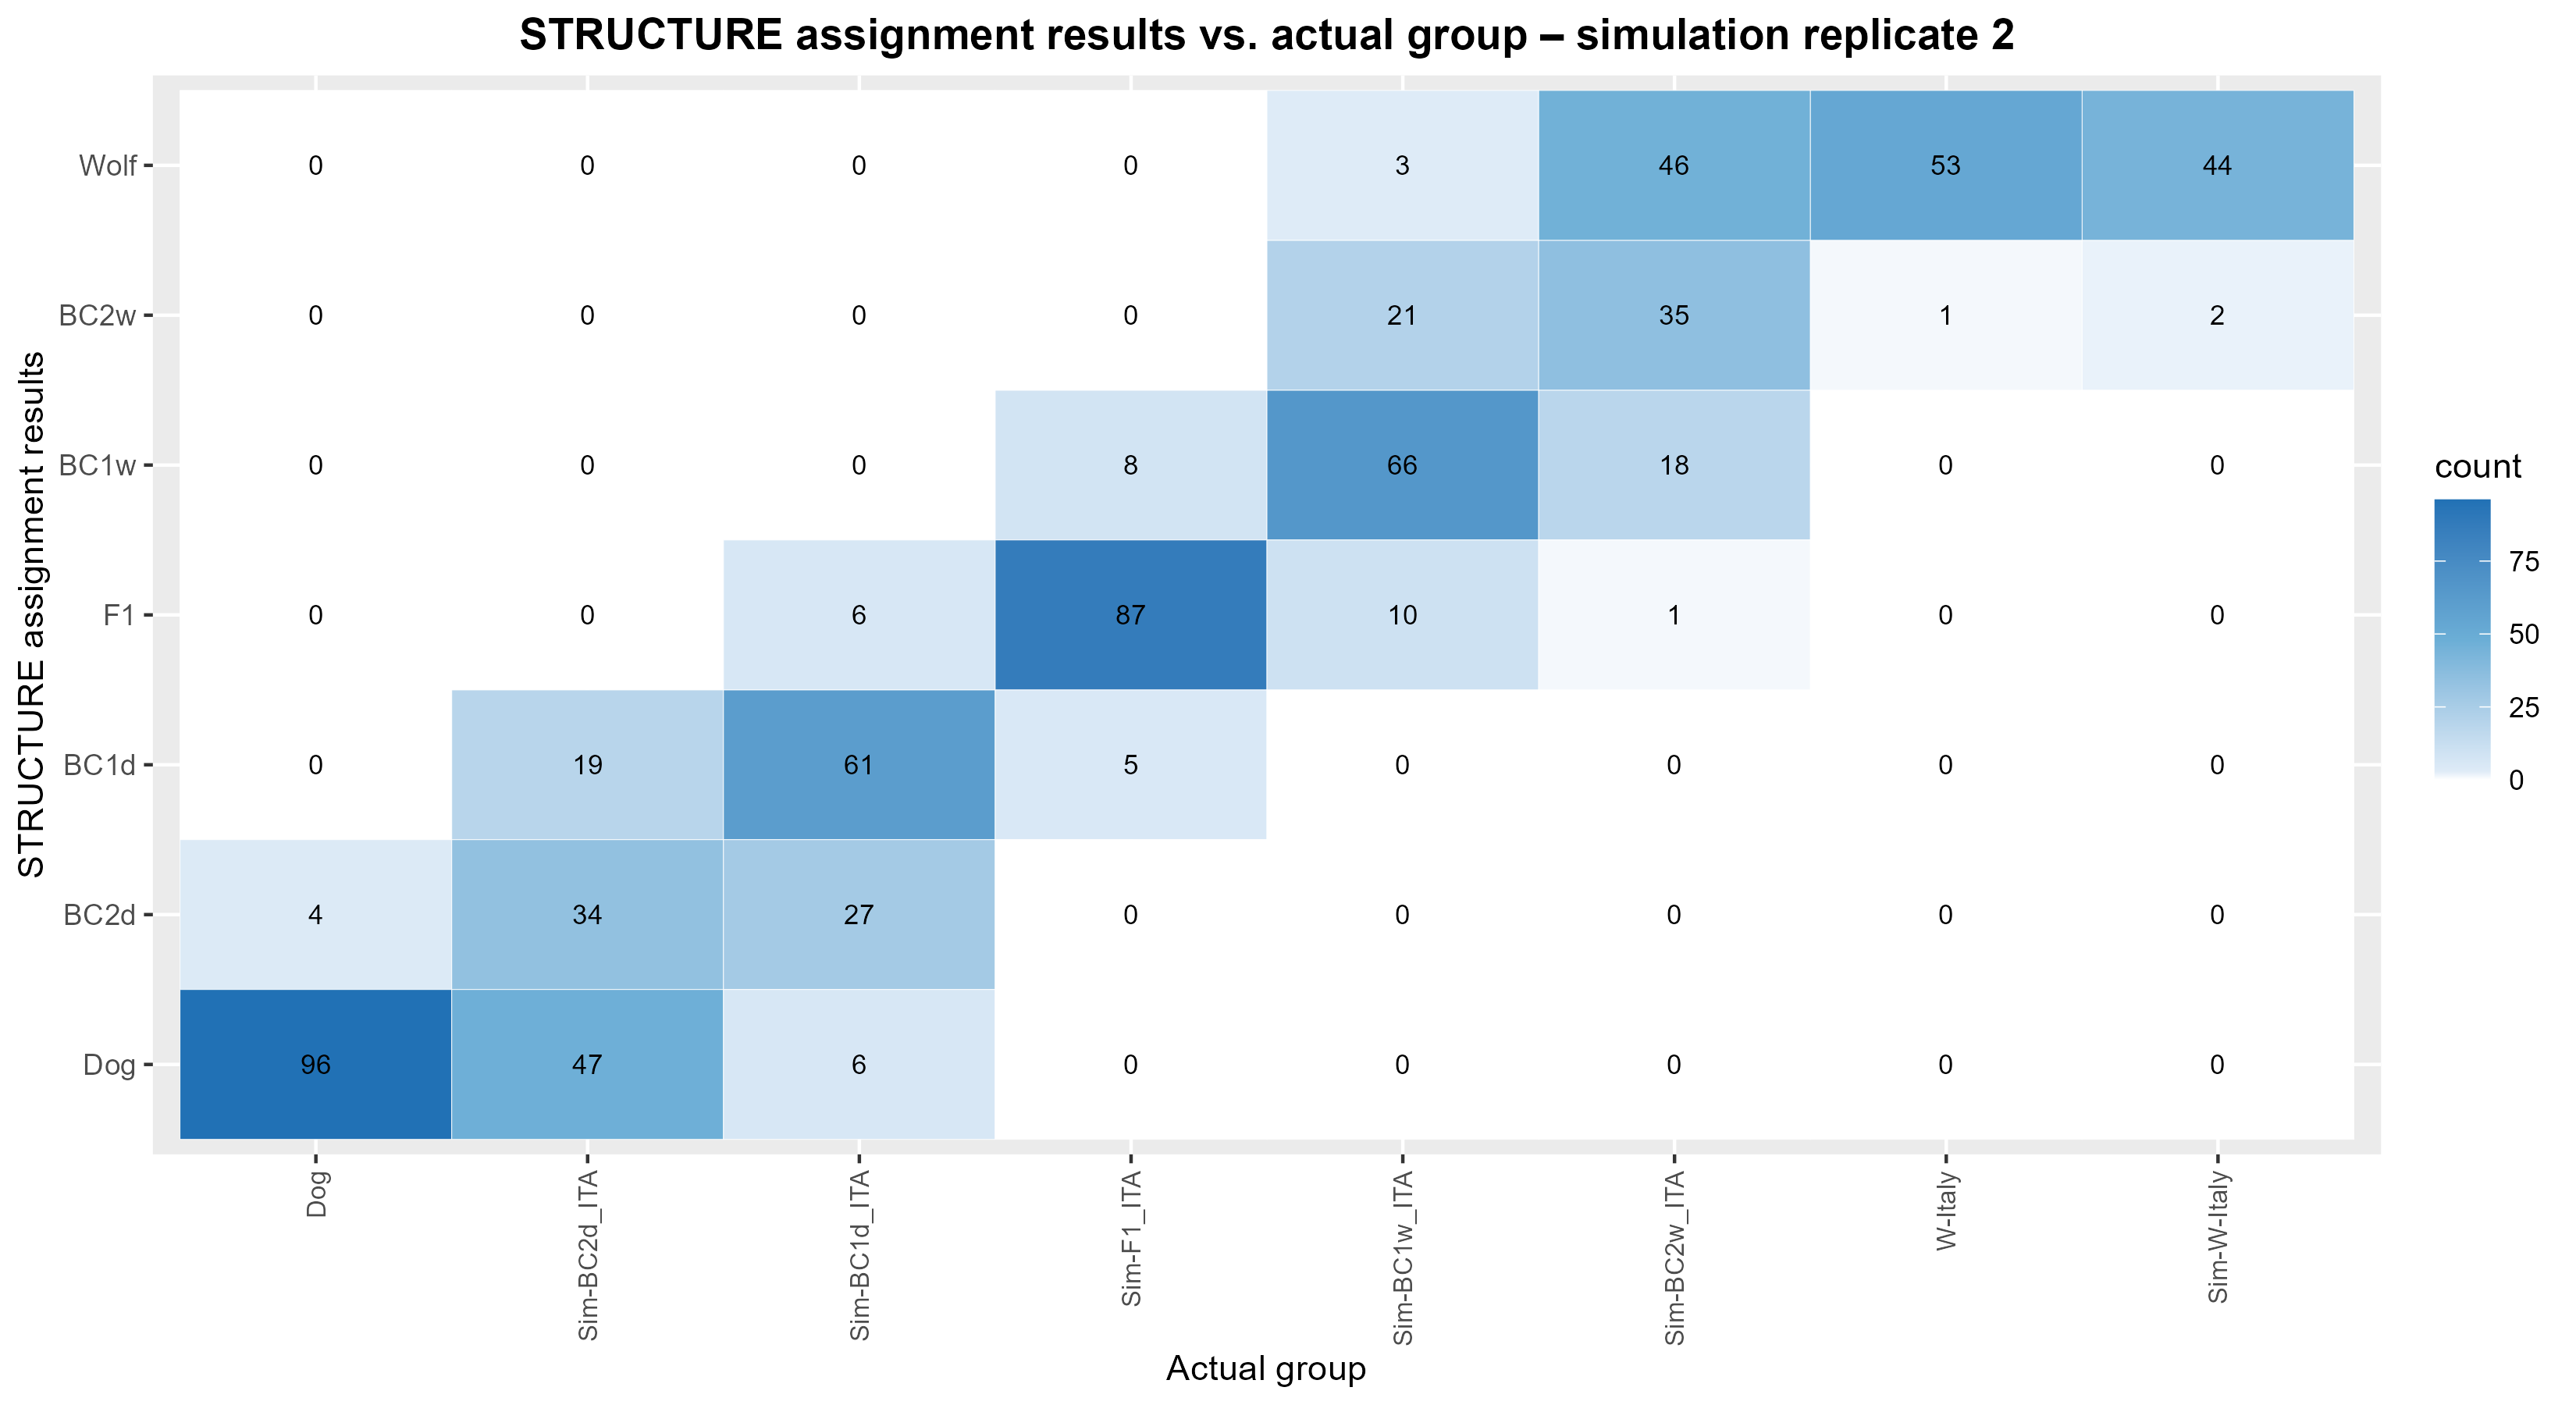 STRUCTURE assignment results vs. actual group – simulation replicate 2
STRUCTURE assignment results
Wolf 0 0 0 0 3 46 53 44
BC2w 0 0 0 0 21 35 1 2
BC1w 0 0 0 8 66 18 0 0
F1 0 0 6 87 10 1 0 0
BC1d 0 19 61 5 0 0 0 0
BC2d 4 34 27 0 0 0 0 0
Dog 96 47 6 0 0 0 0 0
Dog
Sim-BC2d_ITA
Sim-BC1d_ITA
Sim-F1_ITA
Sim-BC1w_ITA
Sim-BC2w_ITA
W-Italy
Sim-W-Italy
Actual group
count
75
50
25
0